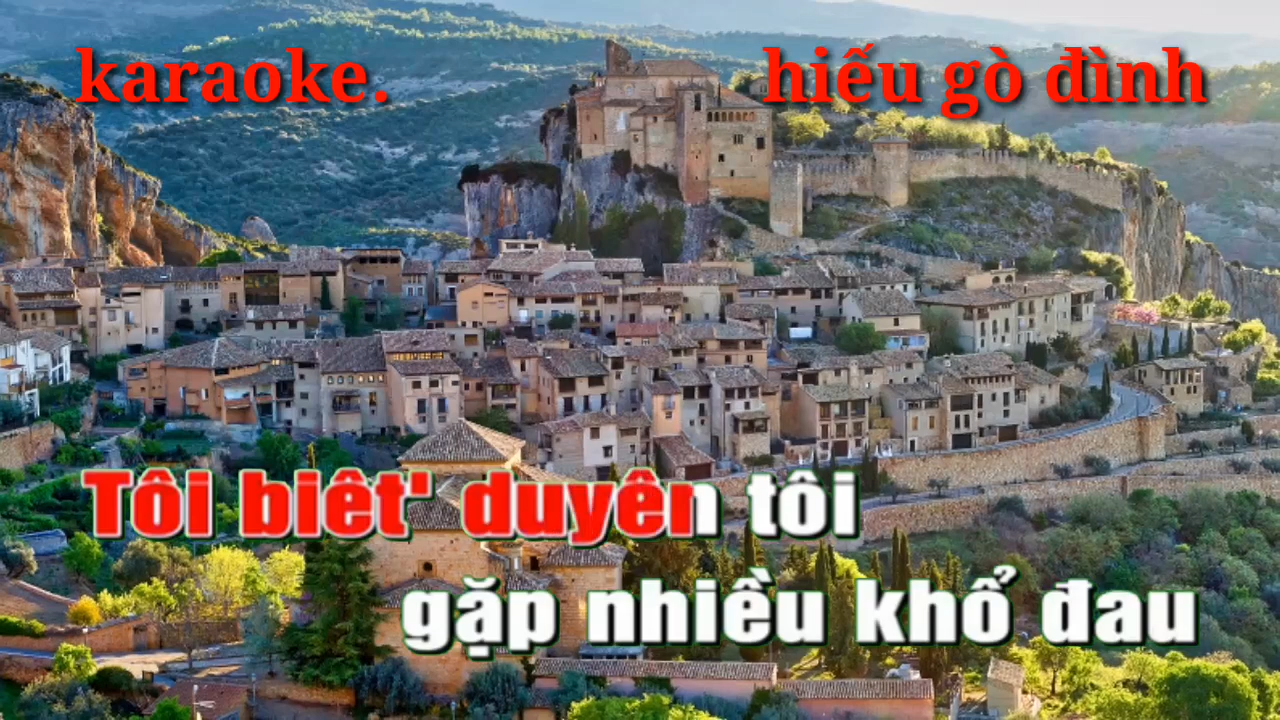 karaoke. hiếu gò đình
Tôi biêt' duyên tôi
gặp nhiều khổ đau